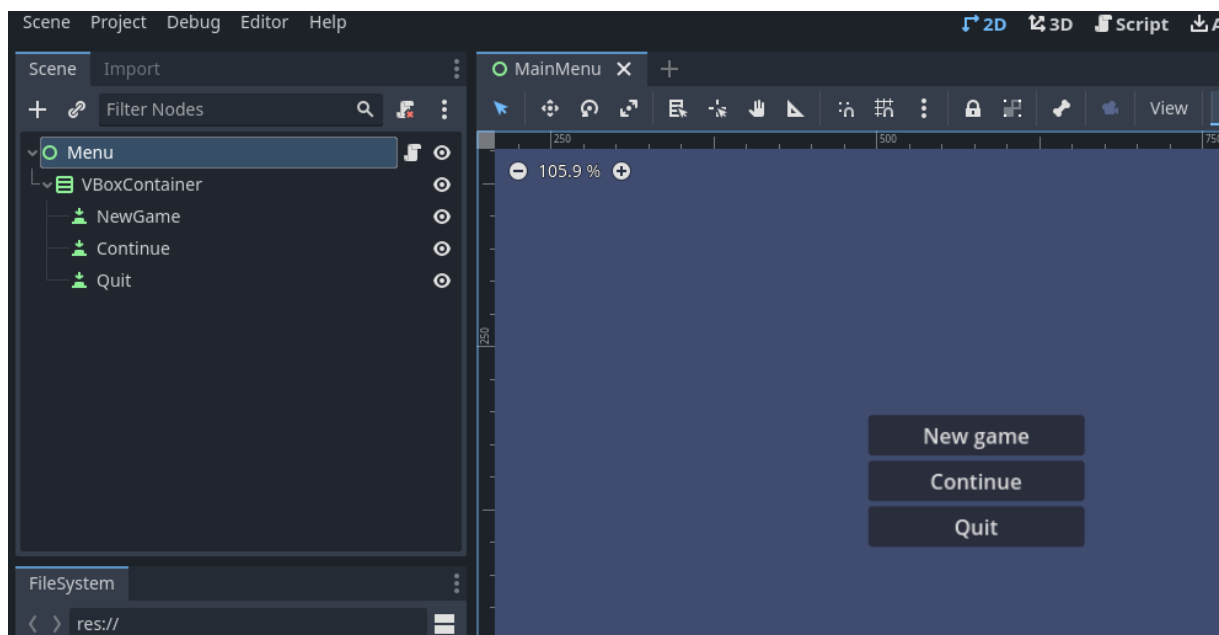 Scene Project Debug Editor Help 2D 3D Script
Scene Import MainMenu
Filter Nodes View
250 500
Menu
105.9 %
VBoxContainer
NewGame
Continue
Quit
250
New game
Continue
Quit
FileSystem
res://